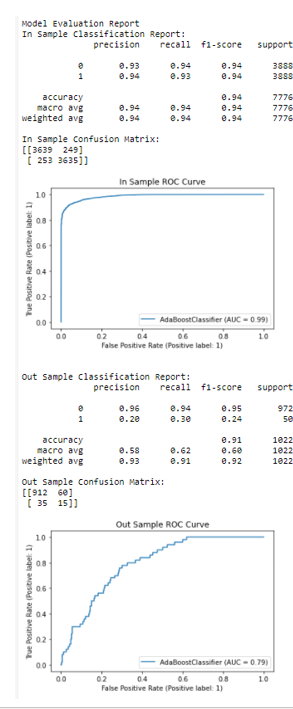 Model Evaluation Report
In Sample Classification Report:
precision recall f1-score support
0 0.93 0.94 0.94 3888
1 0.94 0.93 0.94 3888
accuracy 0.94 7776
macro avg 0.94 0.94 0.94 7776
weighted avg 0.94 0.94 0.94 7776
In Sample Confusion Matrix:
[[3639 249]
[ 253 3635]]
In Sample ROC Curve
True Positive Rate (Positive label: 1)
1.0
0.8
0.6
0.4
0.2
0.0
AdaBoostClassifier (AUC = 0.99)
0.0 0.2 0.4 0.6 0.8 1.0
False Positive Rate (Positive label: 1)
Out Sample Classification Report:
precision recall f1-score support
0 0.96 0.94 0.95 972
1 0.20 0.30 0.24 50
accuracy 0.91 1022
macro avg 0.58 0.62 0.60 1022
weighted avg 0.93 0.91 0.92 1022
Out Sample Confusion Matrix:
[[912 60]
[ 35 15]]
Out Sample ROC Curve
True Positive Rate (Positive label: 1)
1.0
0.8
0.6
0.4
0.2
0.0
AdaBoostClassifier (AUC = 0.79)
0.0 0.2 0.4 0.6 0.8 1.0
False Positive Rate (Positive label: 1)